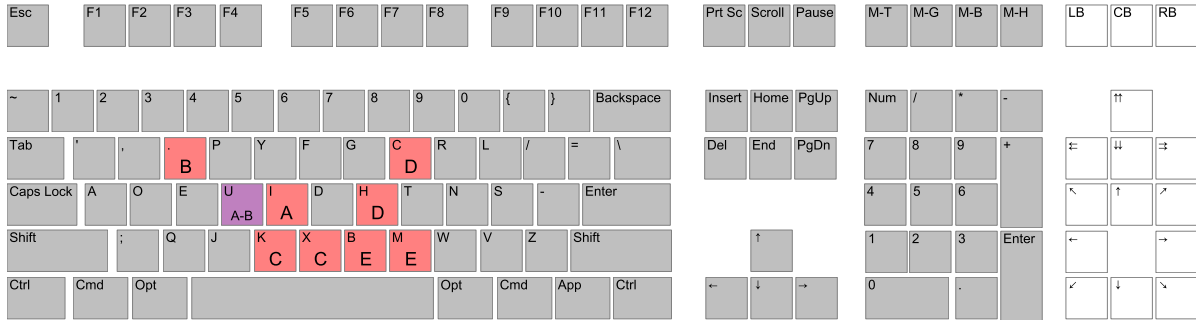 Esc F1 F2 F3 F4 F5 F6 F7 F8 F9 F10 F11 F12 Prt Sc Scroll Pause M-T M-G M-B M-H LB CB RB
~ 1 2 3 4 5 6 7 8 9 0 { } Backspace Insert Home PgUp Num / * - ⇈
Tab ' , . P Y F G C R L / = \ Del End PgDn 7 8 9 + ⇇ ⇊ ⇉
B D
Caps Lock A O E U I D H T N S - Enter 4 5 6 ↖ ↑ ↗
A-B A D
Shift ; Q J K X B M W V Z Shift ↑ 1 2 3 Enter ← →
C C E E
Ctrl Cmd Opt Opt Cmd App Ctrl ← ↓ → 0 . ↙ ↓ ↘